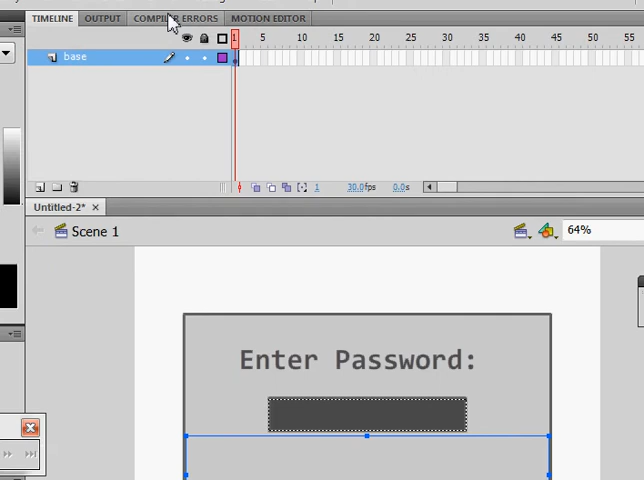 TIMELINE OUTPUT COMPILER ERRORS MOTION EDITOR
1 5 10 15 20 25 30 35 40 45 50 55
base
1 30.0fps 0.0s
Untitled-2* ×
Scene 1 64%
Enter Password: